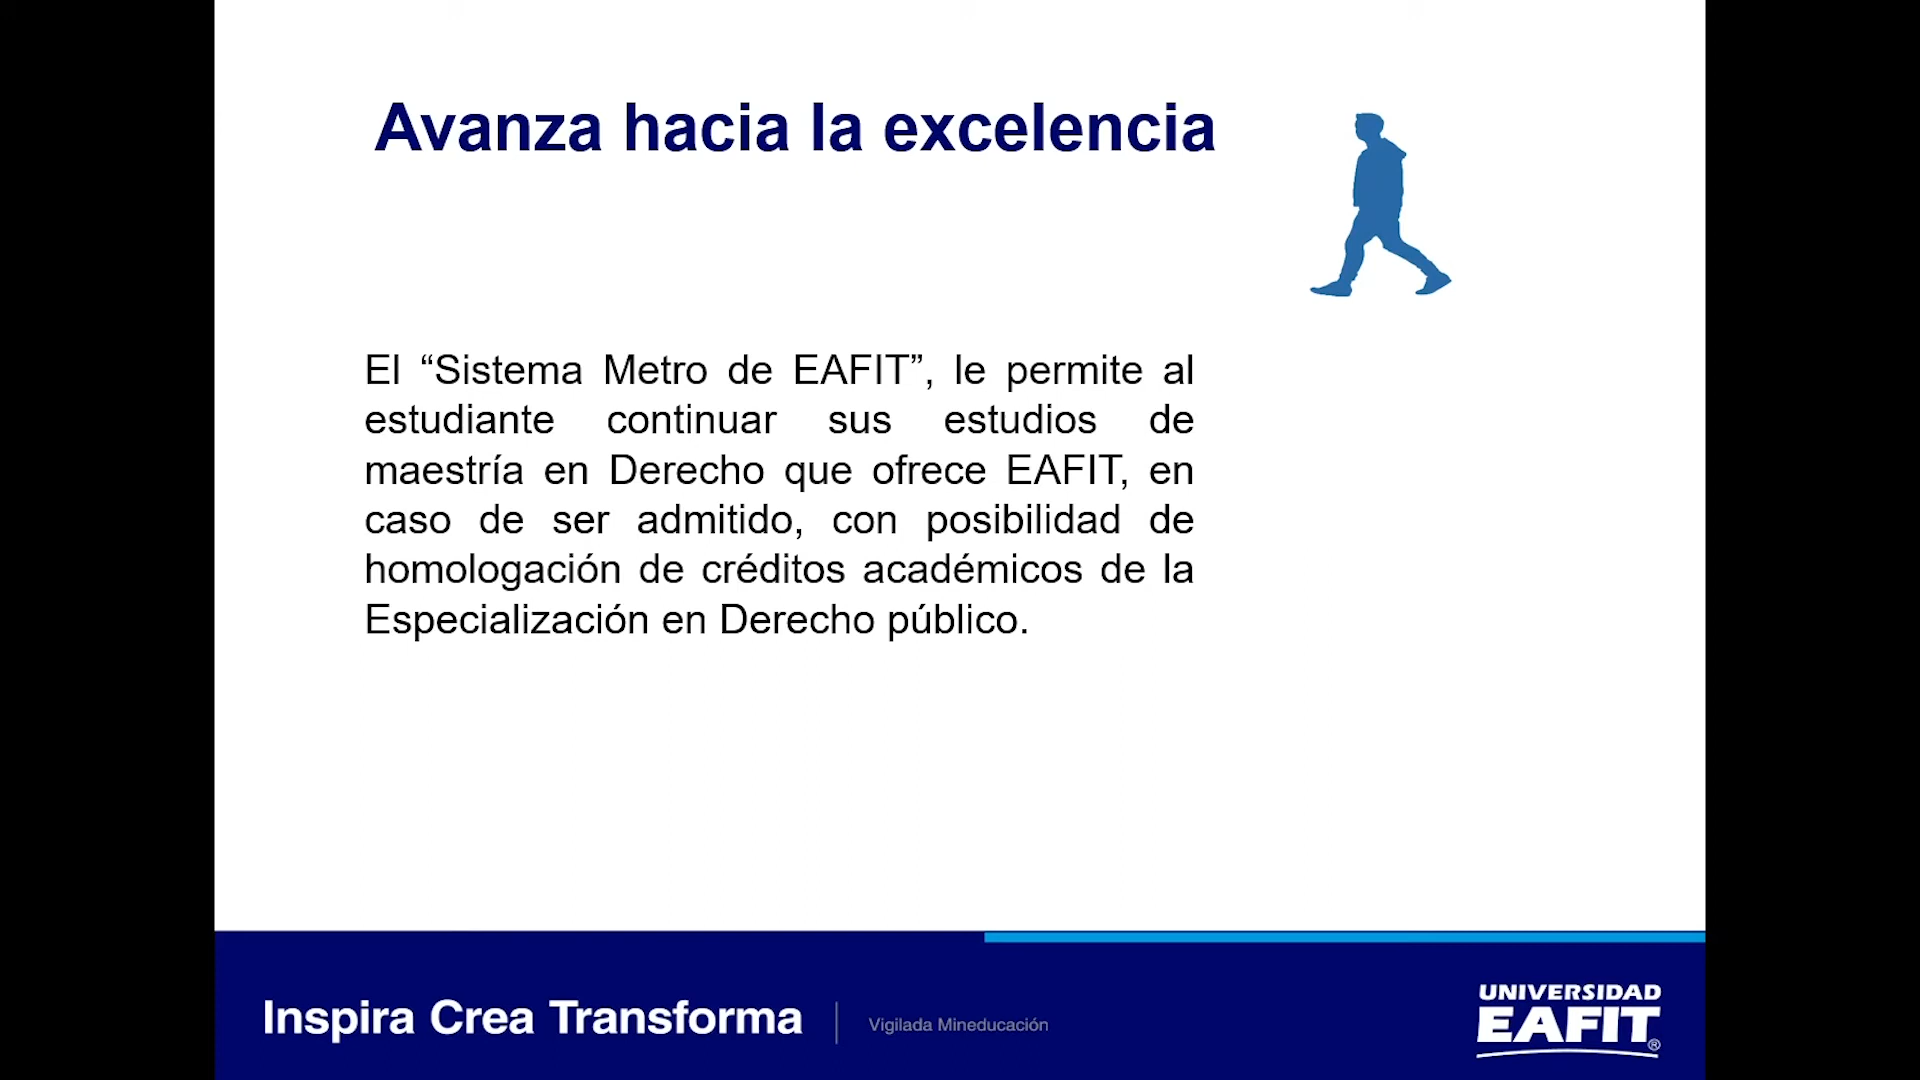 Avanza hacia la excelencia
El “Sistema Metro de EAFIT”, le permite al
estudiante continuar sus estudios de
maestría en Derecho que ofrece EAFIT, en
caso de ser admitido, con posibilidad de
homologación de créditos académicos de la
Especialización en Derecho público.
Inspira Crea Transforma
Vigilada Mineducación
UNIVERSIDAD
EAFIT®